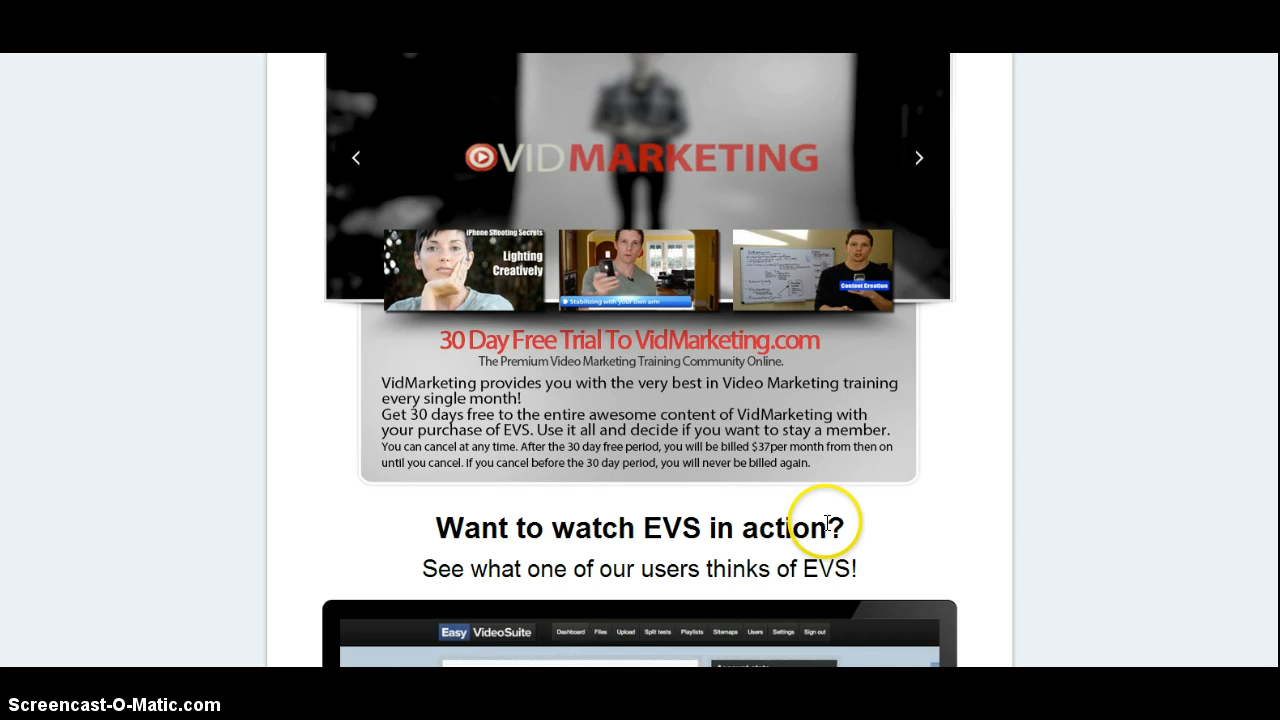 VIDMARKETING
iPhone Shooting Secrets
Lighting
Creatively
Stabilizing with your own arm
Content Creation
30 Day Free Trial To VidMarketing.com
The Premium Video Marketing Training Community Online.
VidMarketing provides you with the very best in Video Marketing training
every single month!
Get 30 days free to the entire awesome content of VidMarketing with
your purchase of EVS. Use it all and decide if you want to stay a member.
You can cancel at any time. After the 30 day free period, you will be billed $37per month from then on
until you cancel. If you cancel before the 30 day period, you will never be billed again.
Want to watch EVS in action?
See what one of our users thinks of EVS!
Easy VideoSuite Dashboard Files Upload Split tests Playlists Sitemaps Users Settings Sign out
Screencast-O-Matic.com